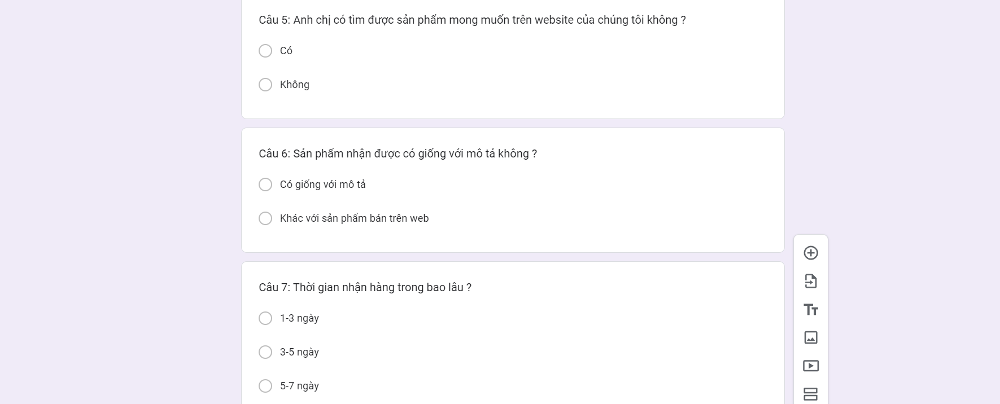 Câu 5: Anh chị có tìm được sản phẩm mong muốn trên website của chúng tôi không ?
Có
Không
Câu 6: Sản phẩm nhận được có giống với mô tả không ?
Có giống với mô tả
Khác với sản phẩm bán trên web
Câu 7: Thời gian nhận hàng trong bao lâu ?
1-3 ngày
3-5 ngày
5-7 ngày